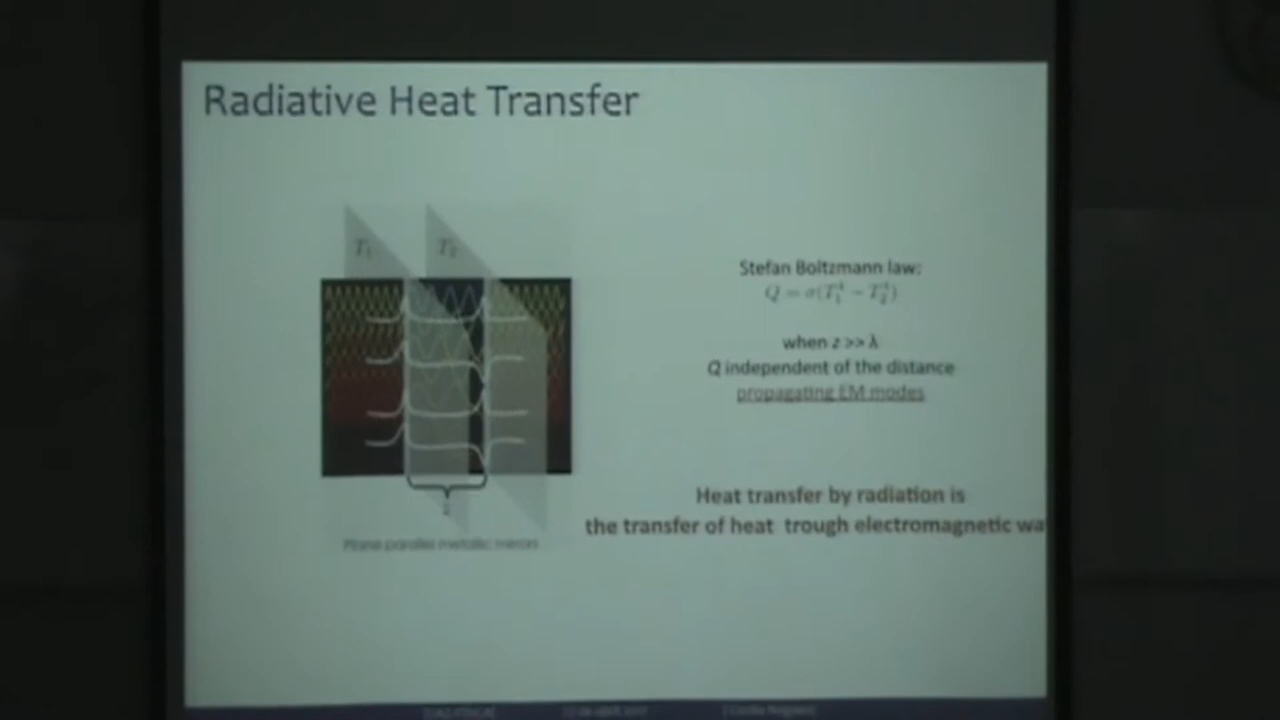 Radiative Heat Transfer
T₁ T₂
Stefan Boltzmann law:
Q = σ(T₁⁴ − T₂⁴)
when z >> λ
Q independent of the distance
propagating EM modes
Heat transfer by radiation is
the transfer of heat trough electromagnetic wa
Plane parallel metallic mirrors